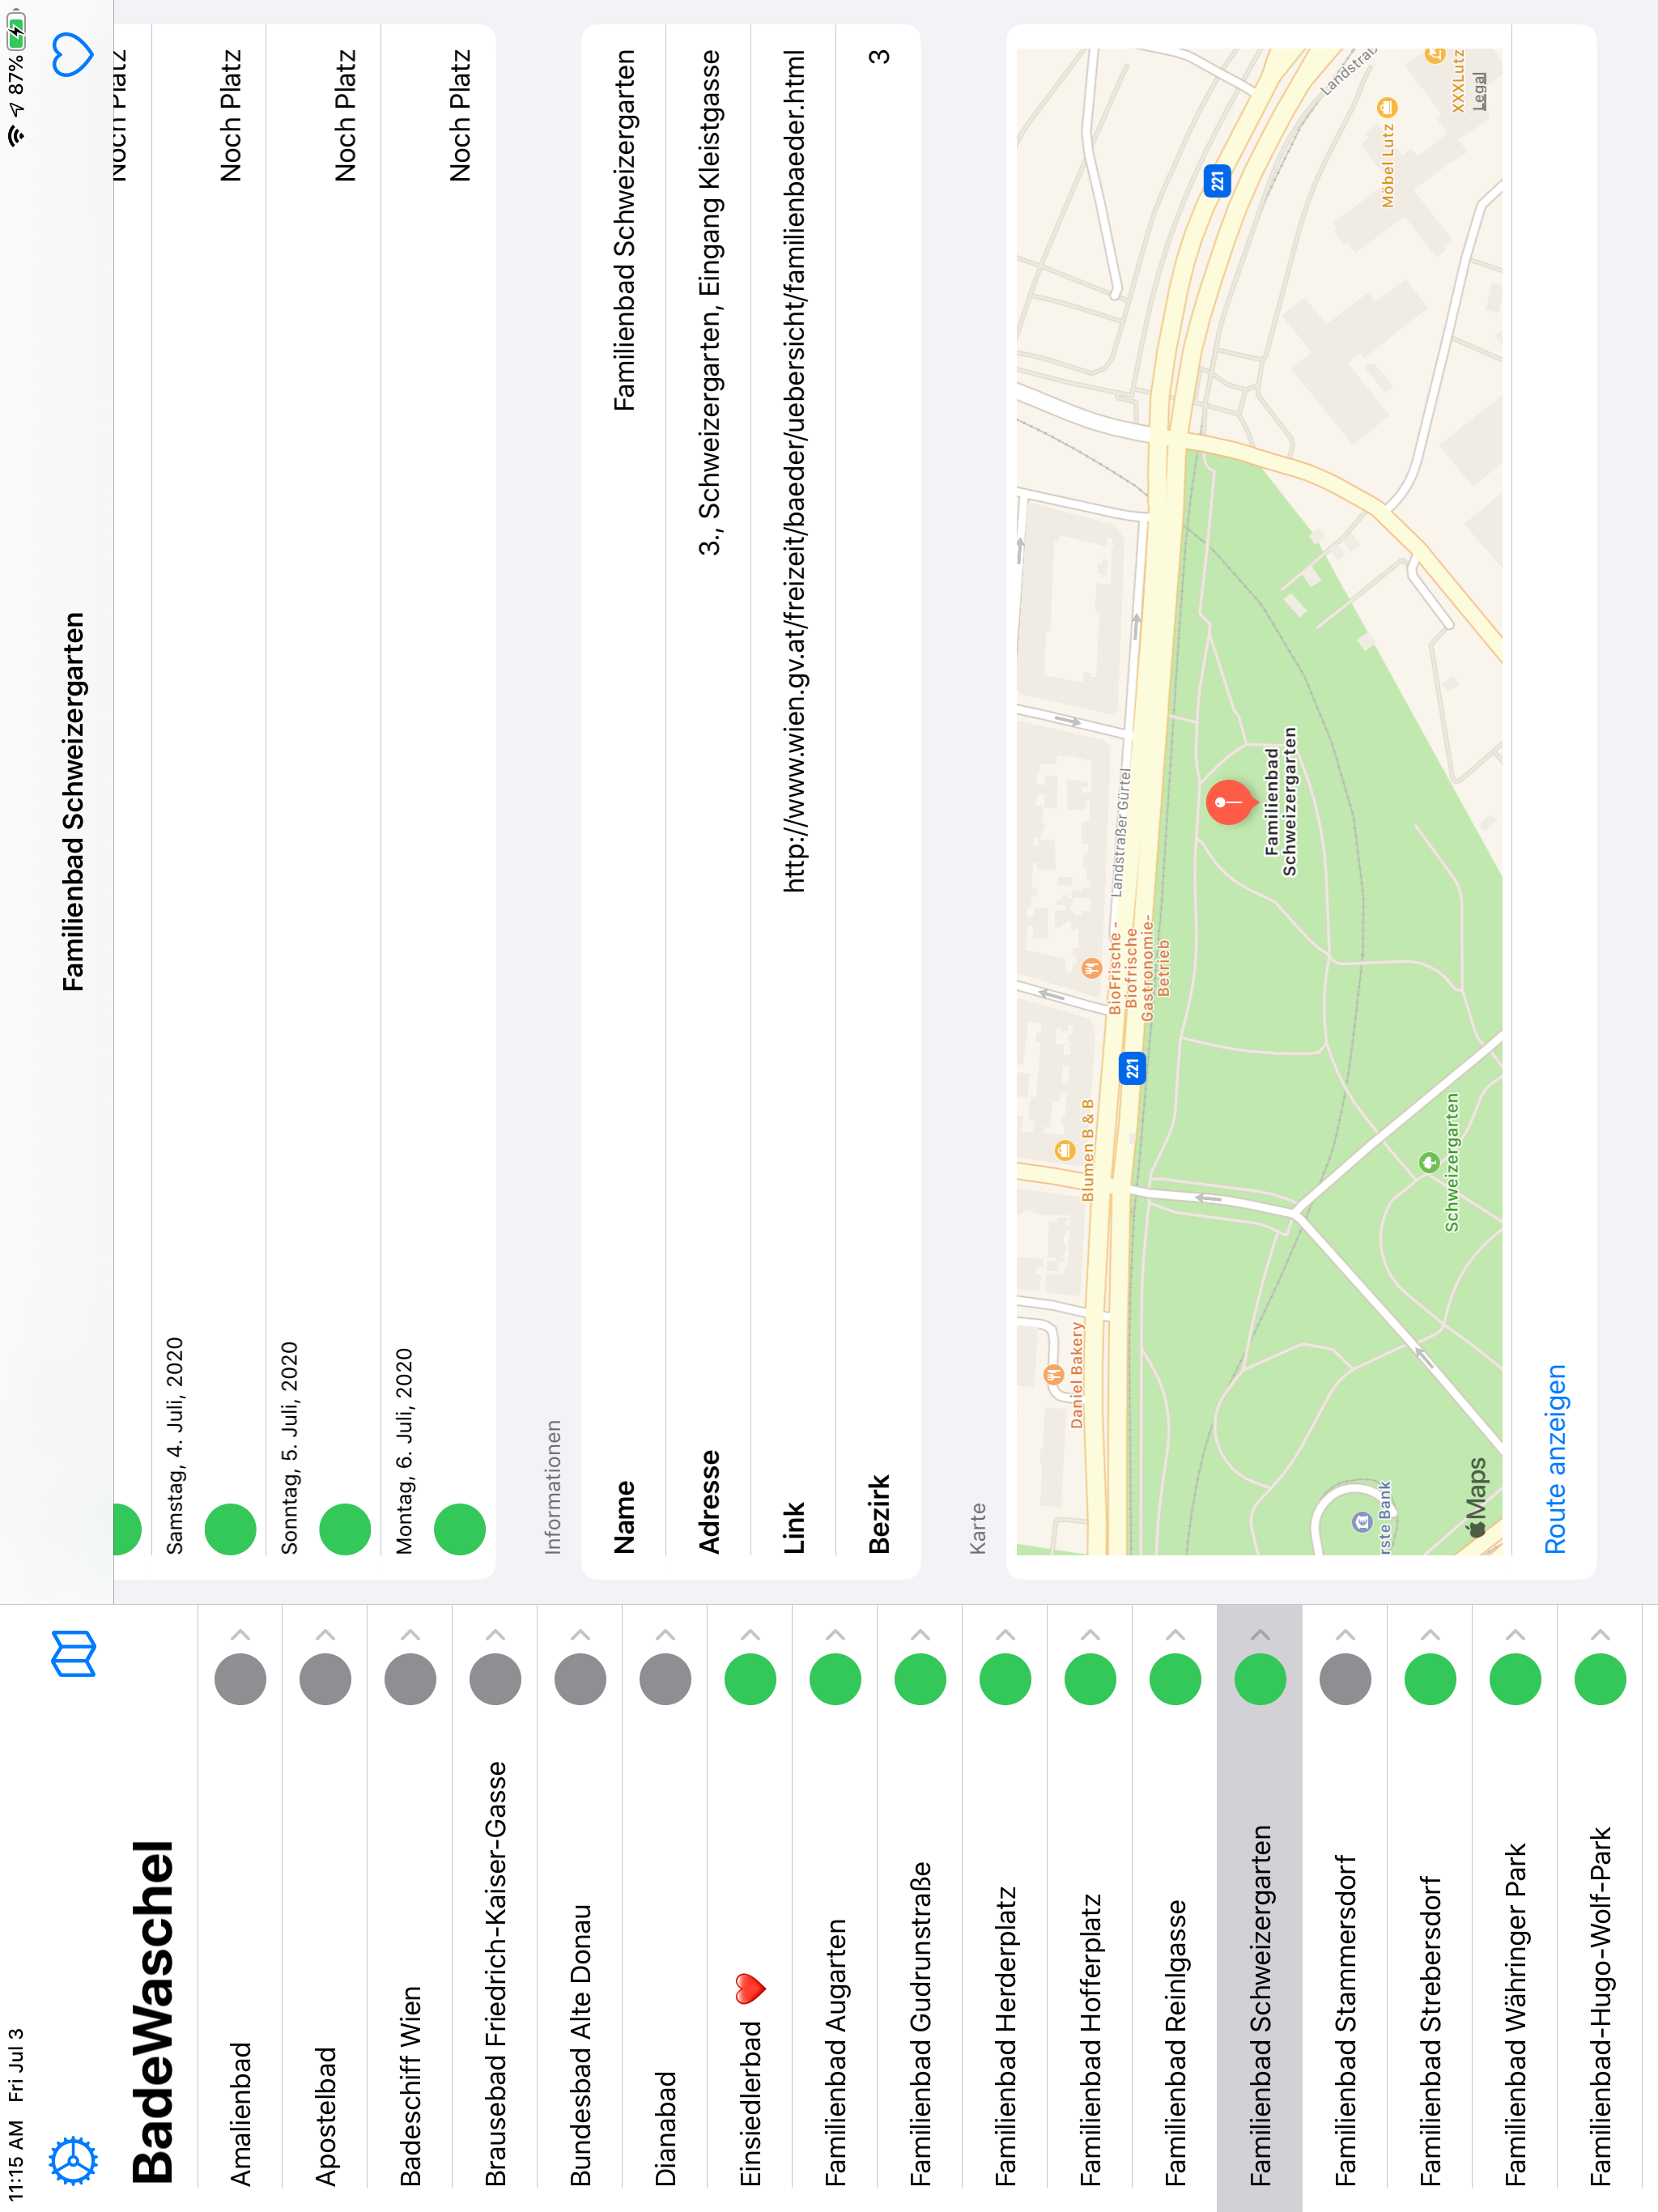 11:15 AM Fri Jul 3
87%
BadeWaschel
Amalienbad
Apostelbad
Badeschiff Wien
Brausebad Friedrich-Kaiser-Gasse
Bundesbad Alte Donau
Dianabad
Einsiedlerbad ❤️
Familienbad Augarten
Familienbad Gudrunstraße
Familienbad Herderplatz
Familienbad Hofferplatz
Familienbad Reinlgasse
Familienbad Schweizergarten
Familienbad Stammersdorf
Familienbad Strebersdorf
Familienbad Währinger Park
Familienbad-Hugo-Wolf-Park
Familienbad Schweizergarten
Noch Platz
Samstag, 4. Juli, 2020
Noch Platz
Sonntag, 5. Juli, 2020
Noch Platz
Montag, 6. Juli, 2020
Noch Platz
Informationen
Name Familienbad Schweizergarten
Adresse 3., Schweizergarten, Eingang Kleistgasse
Link http://www.wien.gv.at/freizeit/baeder/uebersicht/familienbaeder.html
Bezirk 3
Karte
Daniel Bakery
Blumen B & B
BioFrische -
Biofrische
Gastronomie-
Betrieb
Landstraßer Gürtel
221
221
Familienbad
Schweizergarten
Schweizergarten
rste Bank
Landstraß
Möbel Lutz
XXXLutz
Maps
Legal
Route anzeigen